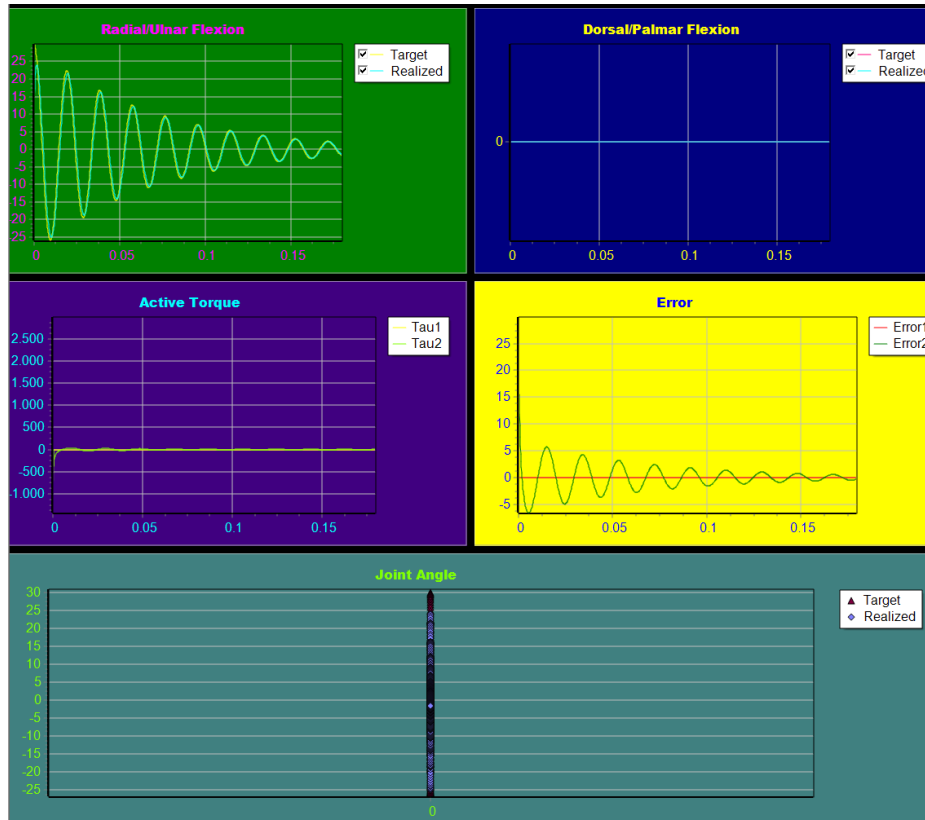 Radial/Ulnar Flexion
25
20
15
10
5
0
-5
-10
-15
-20
-25
0 0.05 0.1 0.15
Target
Realized
Dorsal/Palmar Flexion
0
0 0.05 0.1 0.15
Target
Realized
Active Torque
2.500
2.000
1.500
1.000
500
0
-500
-1.000
0 0.05 0.1 0.15
Tau1
Tau2
Error
25
20
15
10
5
0
-5
0 0.05 0.1 0.15
Error1
Error2
Joint Angle
30
25
20
15
10
5
0
-5
-10
-15
-20
-25
0
Target
Realized